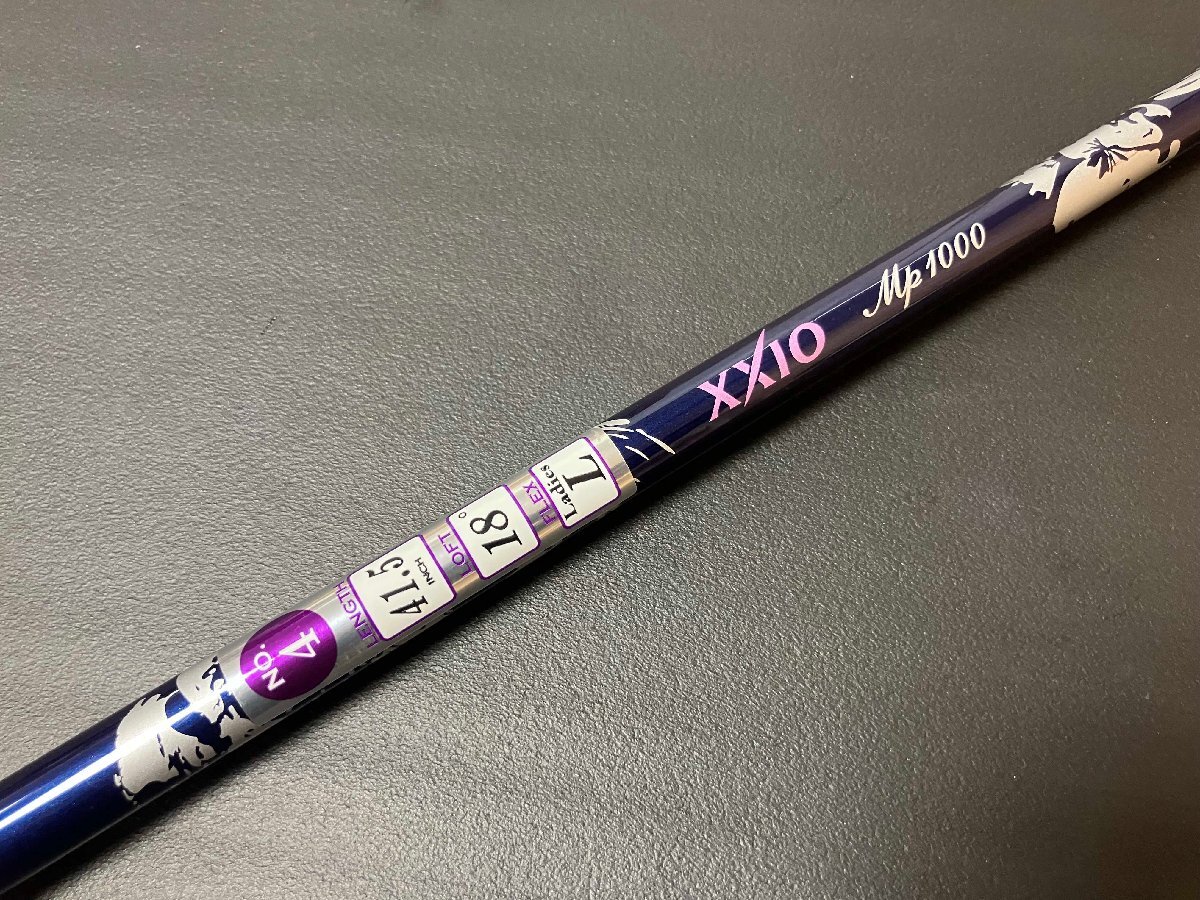 XXIO Mp1000
FLEX
Ladies
L
LOFT
18°
LENGTH
41.5
INCH
NO.
4